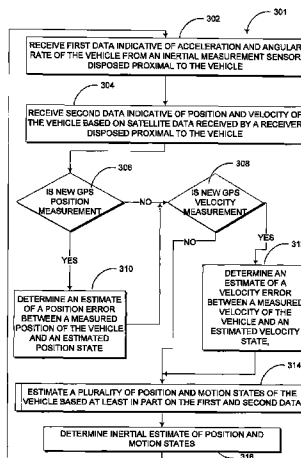 301
302
RECEIVE FIRST DATA INDICATIVE OF ACCELERATION AND ANGULAR
RATE OF THE VEHICLE FROM AN INERTIAL MEASUREMENT SENSOR
DISPOSED PROXIMAL TO THE VEHICLE
304
RECEIVE SECOND DATA INDICATIVE OF POSITION AND VELOCITY OF
THE VEHICLE BASED ON SATELLITE DATA RECEIVED BY A RECEIVER
DISPOSED PROXIMAL TO THE VEHICLE
306
IS NEW GPS
POSITION
MEASUREMENT
NO
308
IS NEW GPS
VELOCITY
MEASUREMENT
YES
NO
YES
310
DETERMINE AN ESTIMATE
OF A POSITION ERROR
BETWEEN A MEASURED
POSITION OF THE VEHICLE
AND AN ESTIMATED
POSITION STATE
DETERMINE AN
ESTIMATE OF A
VELOCITY ERROR
BETWEEN A MEASURED
VELOCITY OF THE
VEHICLE AND AN
ESTIMATED VELOCITY
STATE,
314
ESTIMATE A PLURALITY OF POSITION AND MOTION STATES OF THE
VEHICLE BASED AT LEAST IN PART ON THE FIRST AND SECOND DATA
DETERMINE INERTIAL ESTIMATE OF POSITION AND
MOTION STATES